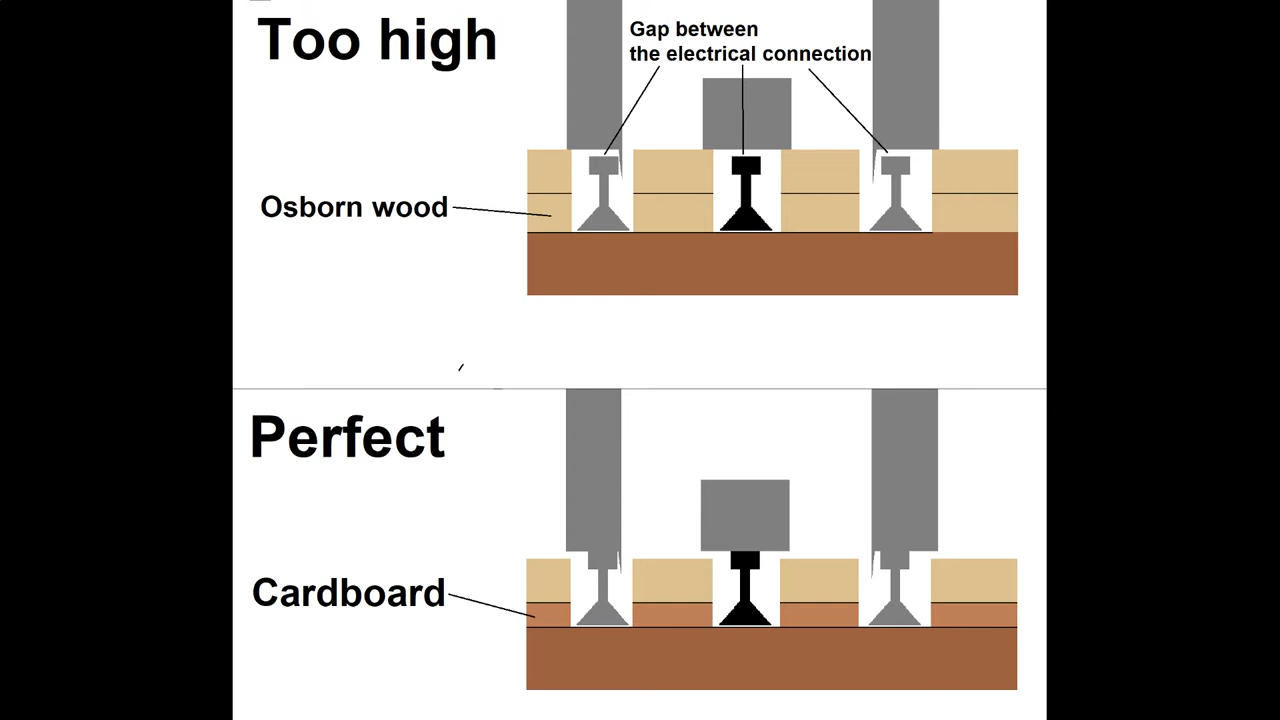 Too high
Gap between
the electrical connection
Osborn wood
Perfect
Cardboard